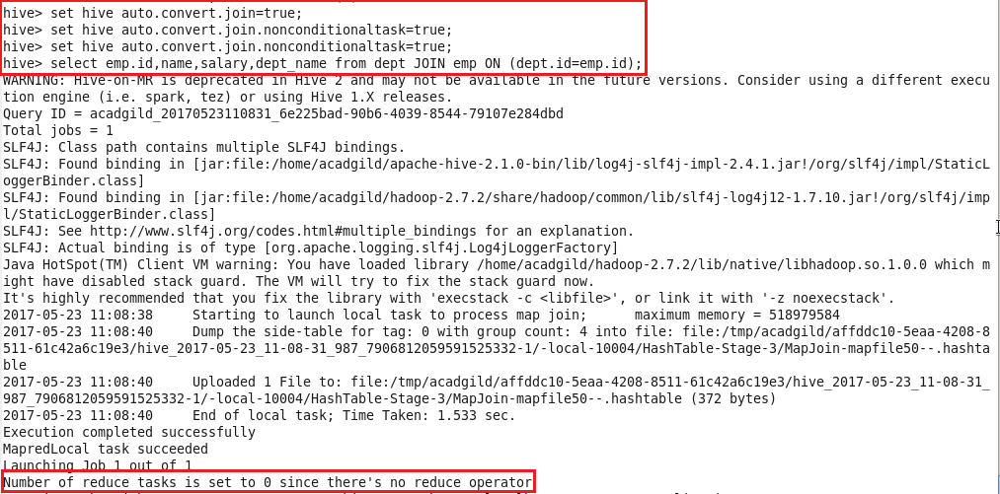 hive> set hive auto.convert.join=true;
hive> set hive auto.convert.join.nonconditionaltask=true;
hive> set hive auto.convert.join.nonconditionaltask=true;
hive> select emp.id,name,salary,dept_name from dept JOIN emp ON (dept.id=emp.id);
WARNING: Hive-on-MR is deprecated in Hive 2 and may not be available in the future versions. Consider using a different execu
tion engine (i.e. spark, tez) or using Hive 1.X releases.
Query ID = acadgild_20170523110831_6e225bad-90b6-4039-8544-79107e284dbd
Total jobs = 1
SLF4J: Class path contains multiple SLF4J bindings.
SLF4J: Found binding in [jar:file:/home/acadgild/apache-hive-2.1.0-bin/lib/log4j-slf4j-impl-2.4.1.jar!/org/slf4j/impl/StaticL
oggerBinder.class]
SLF4J: Found binding in [jar:file:/home/acadgild/hadoop-2.7.2/share/hadoop/common/lib/slf4j-log4j12-1.7.10.jar!/org/slf4j/imp
l/StaticLoggerBinder.class]
SLF4J: See http://www.slf4j.org/codes.html#multiple_bindings for an explanation.
SLF4J: Actual binding is of type [org.apache.logging.slf4j.Log4jLoggerFactory]
Java HotSpot(TM) Client VM warning: You have loaded library /home/acadgild/hadoop-2.7.2/lib/native/libhadoop.so.1.0.0 which m
ight have disabled stack guard. The VM will try to fix the stack guard now.
It's highly recommended that you fix the library with 'execstack -c <libfile>', or link it with '-z noexecstack'.
2017-05-23 11:08:38     Starting to launch local task to process map join;      maximum memory = 518979584
2017-05-23 11:08:40     Dump the side-table for tag: 0 with group count: 4 into file: file:/tmp/acadgild/affddc10-5eaa-4208-8
511-61c42a6c19e3/hive_2017-05-23_11-08-31_987_7906812059591525332-1/-local-10004/HashTable-Stage-3/MapJoin-mapfile50--.hashta
ble
2017-05-23 11:08:40     Uploaded 1 File to: file:/tmp/acadgild/affddc10-5eaa-4208-8511-61c42a6c19e3/hive_2017-05-23_11-08-31_
987_7906812059591525332-1/-local-10004/HashTable-Stage-3/MapJoin-mapfile50--.hashtable (372 bytes)
2017-05-23 11:08:40     End of local task; Time Taken: 1.533 sec.
Execution completed successfully
MapredLocal task succeeded
Launching Job 1 out of 1
Number of reduce tasks is set to 0 since there's no reduce operator